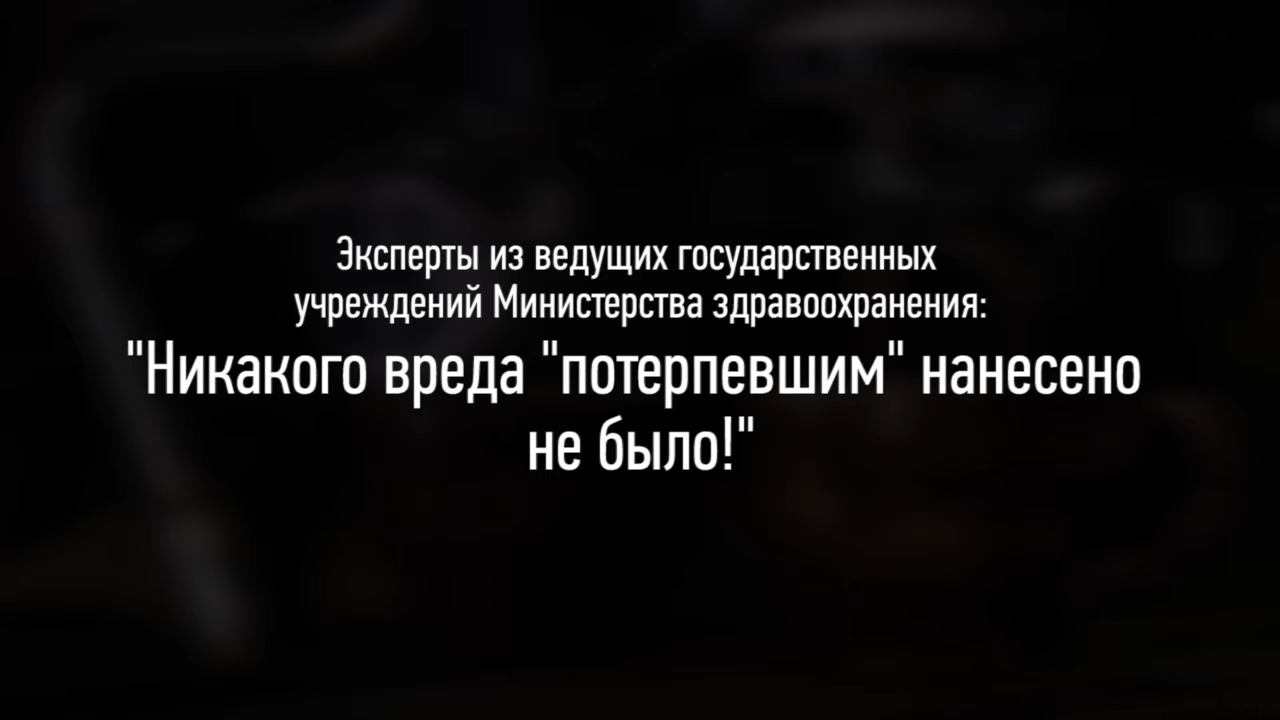 Эксперты из ведущих государственных
учреждений Министерства здравоохранения:
"Никакого вреда "потерпевшим" нанесено
не было!"